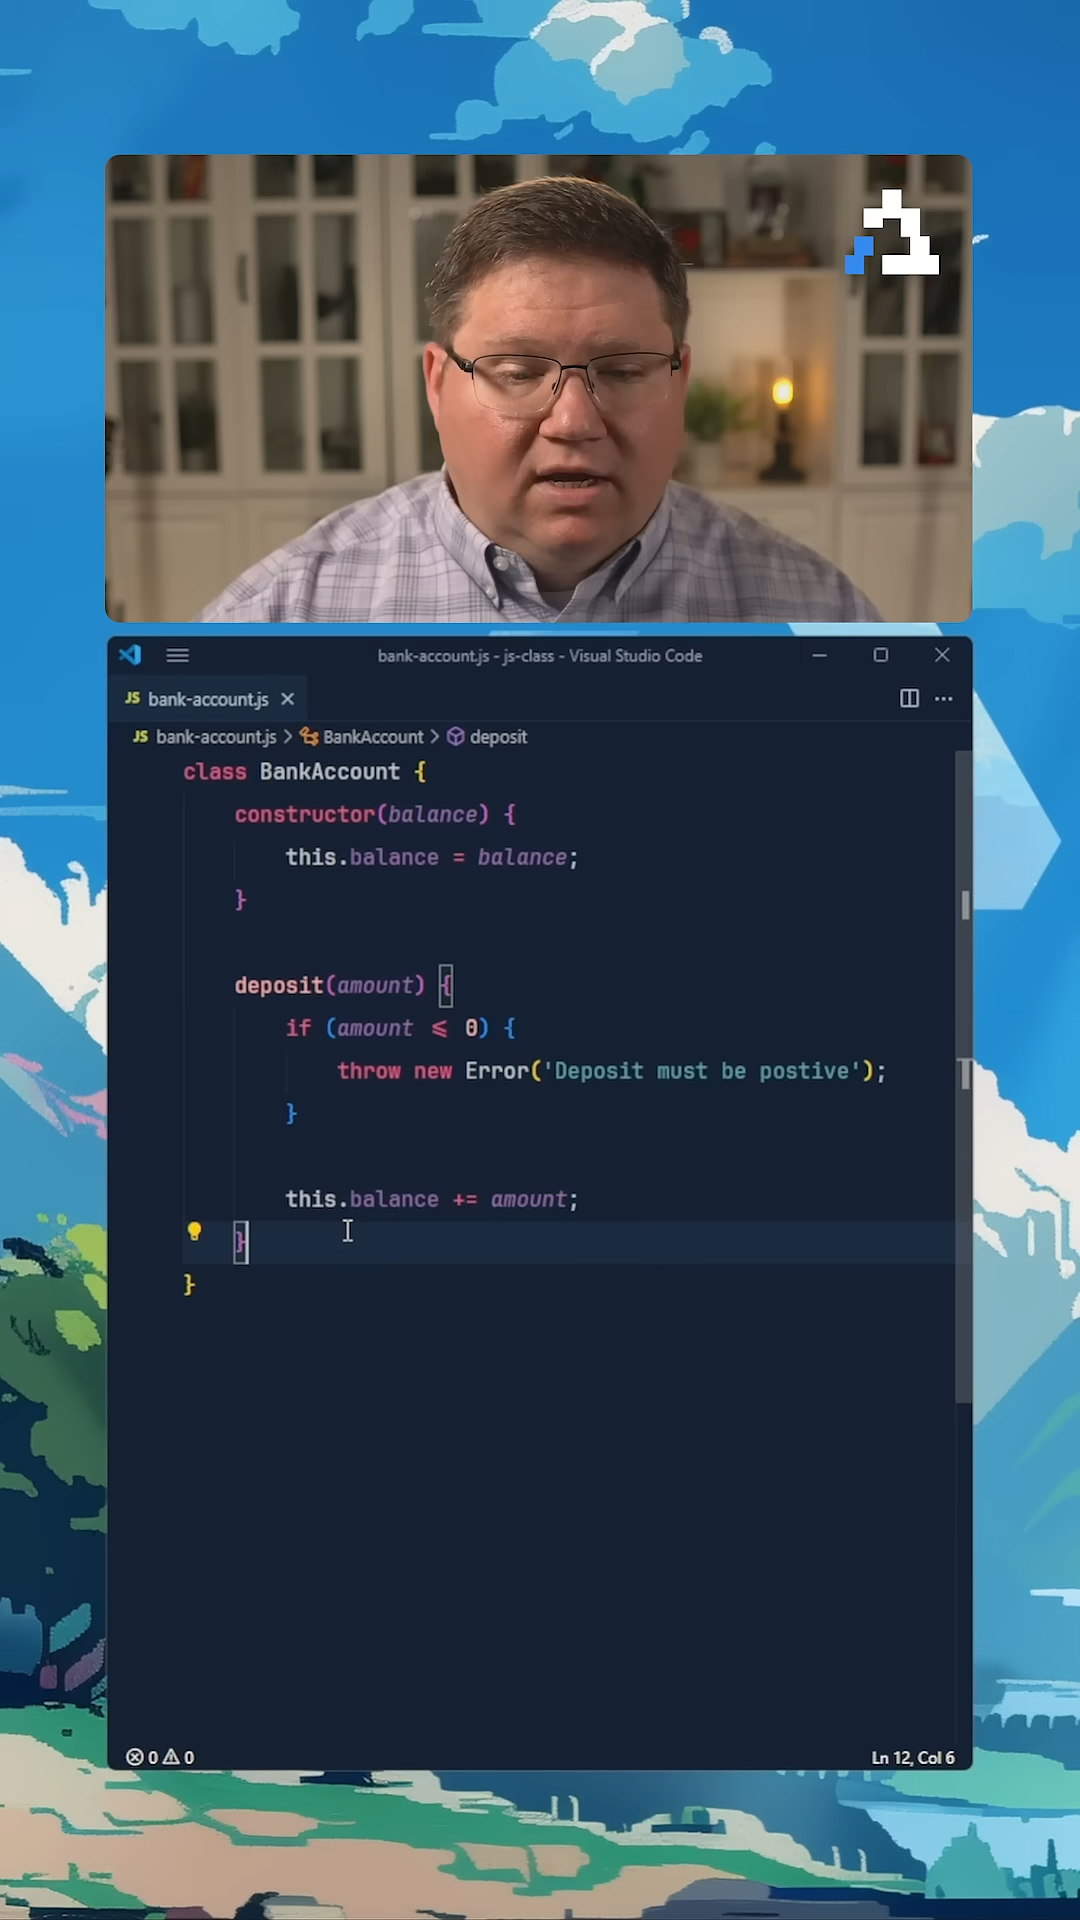 bank-account.js - js-class - Visual Studio Code
JS bank-account.js
JS bank-account.js > BankAccount > deposit
class BankAccount {
constructor(balance) {
this.balance = balance;
}
deposit(amount) {
if (amount <= 0) {
throw new Error('Deposit must be postive');
}
this.balance += amount;
}
}
0 0
Ln 12, Col 6